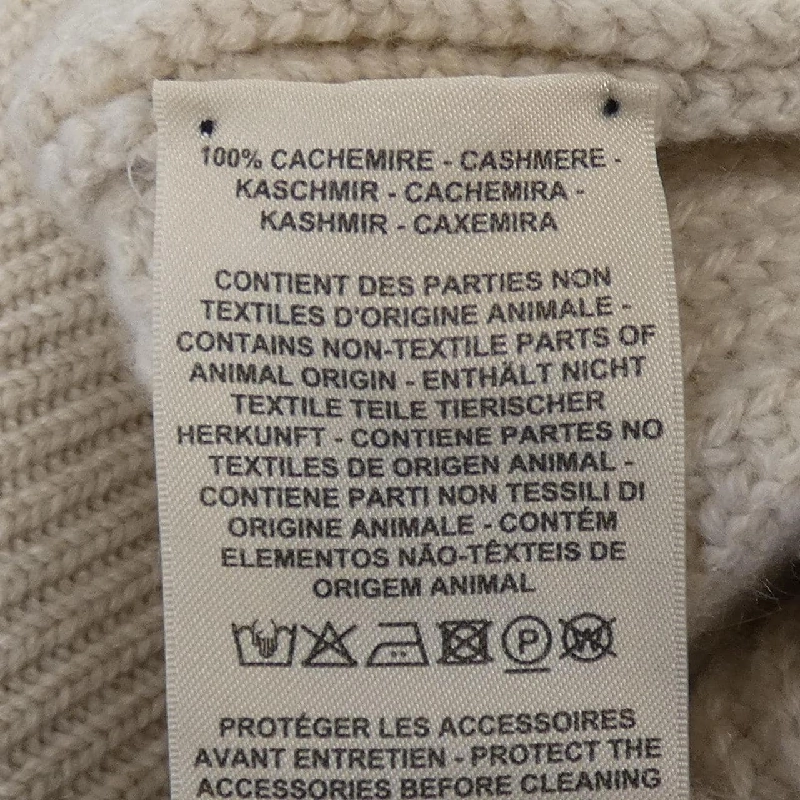 100% CACHEMIRE - CASHMERE -
KASCHMIR - CACHEMIRA -
KASHMIR - CAXEMIRA
CONTIENT DES PARTIES NON
TEXTILES D'ORIGINE ANIMALE -
CONTAINS NON-TEXTILE PARTS OF
ANIMAL ORIGIN - ENTHÄLT NICHT
TEXTILE TEILE TIERISCHER
HERKUNFT - CONTIENE PARTES NO
TEXTILES DE ORIGEN ANIMAL -
CONTIENE PARTI NON TESSILI DI
ORIGINE ANIMALE - CONTÉM
ELEMENTOS NÃO-TÊXTEIS DE
ORIGEM ANIMAL
P W
PROTÉGER LES ACCESSOIRES
AVANT ENTRETIEN - PROTECT THE
ACCESSORIES BEFORE CLEANING